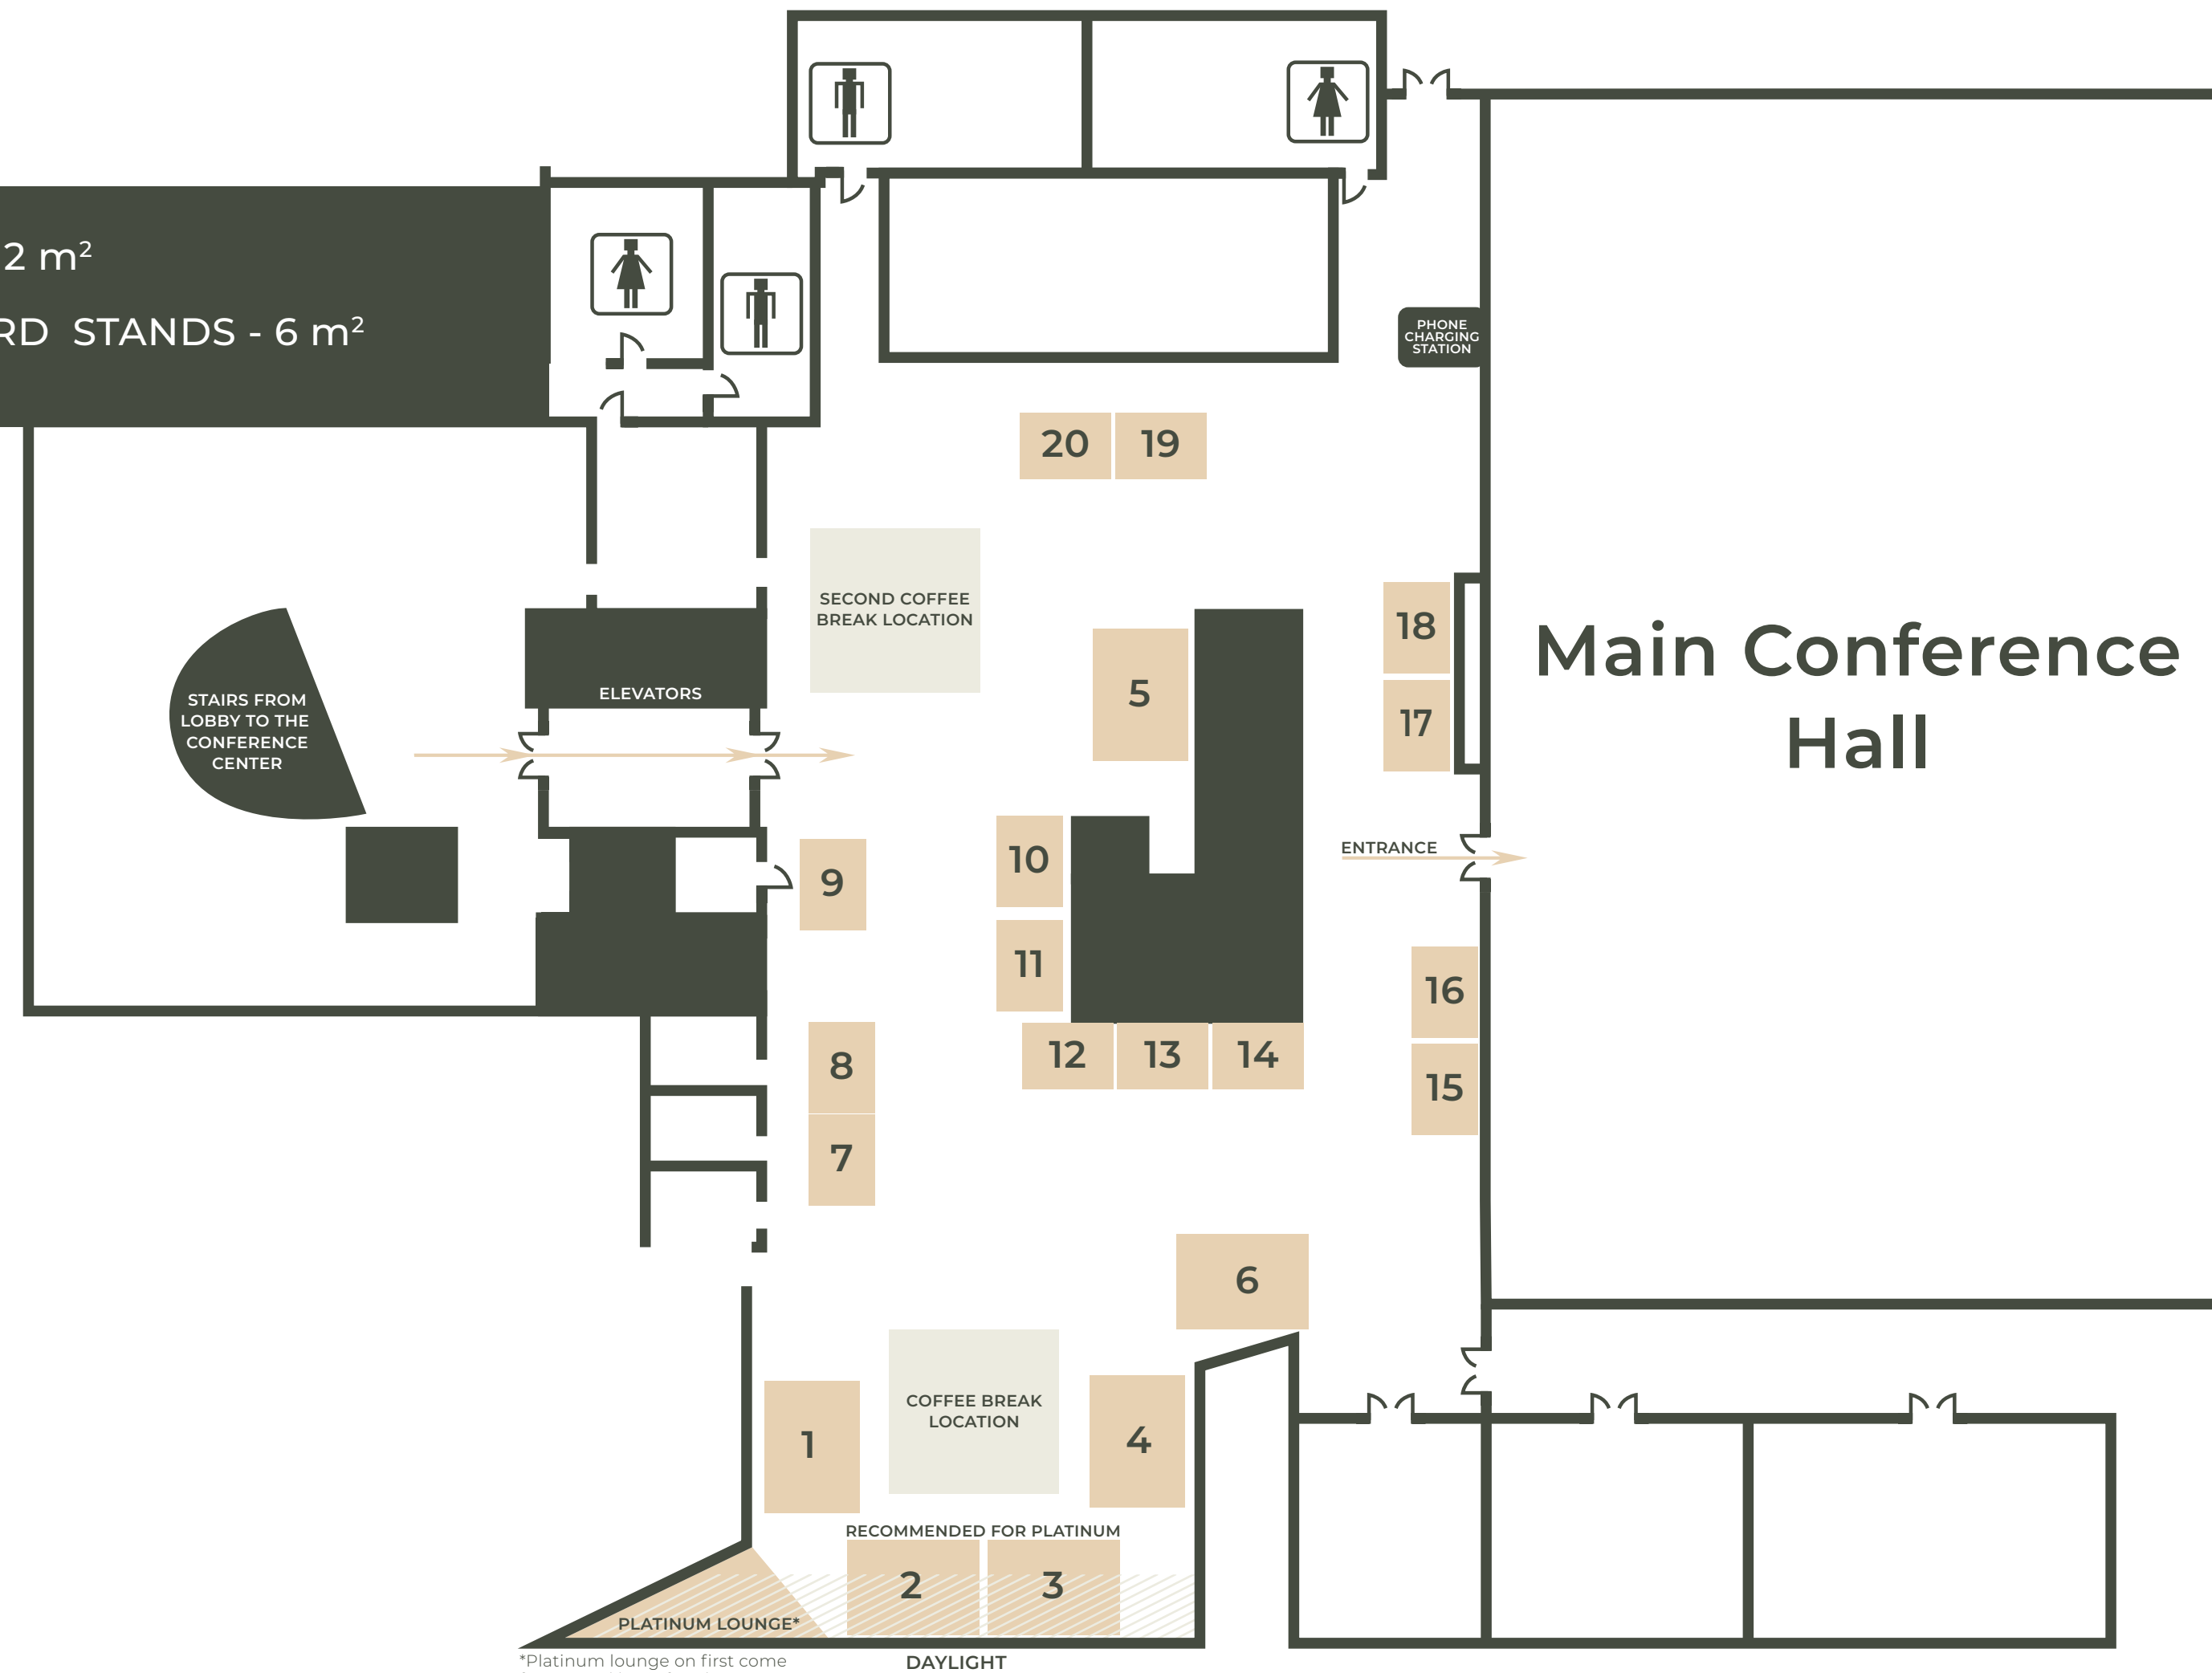 2 m²
RD STANDS - 6 m²
PHONE
CHARGING
STATION
20
19
SECOND COFFEE
BREAK LOCATION
18
Main Conference
Hall
5
17
ELEVATORS
STAIRS FROM
LOBBY TO THE
CONFERENCE
CENTER
ENTRANCE
10
9
11
16
12
13
14
8
15
7
6
COFFEE BREAK
LOCATION
1
4
RECOMMENDED FOR PLATINUM
2
3
PLATINUM LOUNGE*
*Platinum lounge on first come
DAYLIGHT